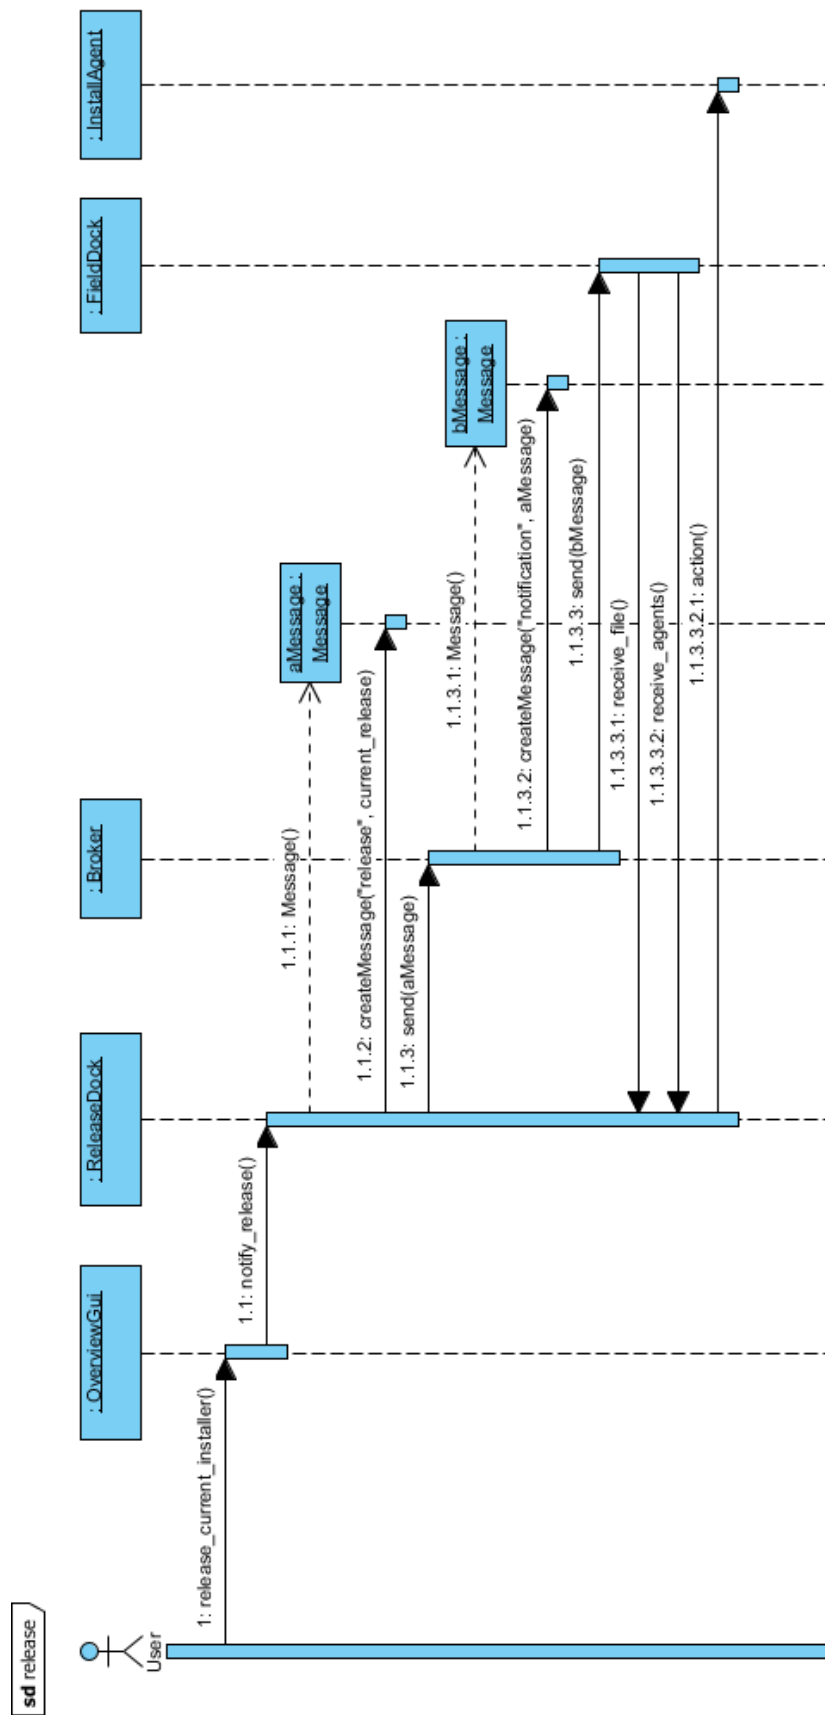 sd release
User
: OverviewGui
: ReleaseDock
: Broker
aMessage :
Message
bMessage :
Message
: FieldDock
: InstallAgent
1: release_current_installer()
1.1: notify_release()
1.1.1: Message()
1.1.2: createMessage("release", current_release)
1.1.3: send(aMessage)
1.1.3.1: Message()
1.1.3.2: createMessage("notification", aMessage)
1.1.3.3: send(bMessage)
1.1.3.3.1: receive_file()
1.1.3.3.2: receive_agents()
1.1.3.3.2.1: action()